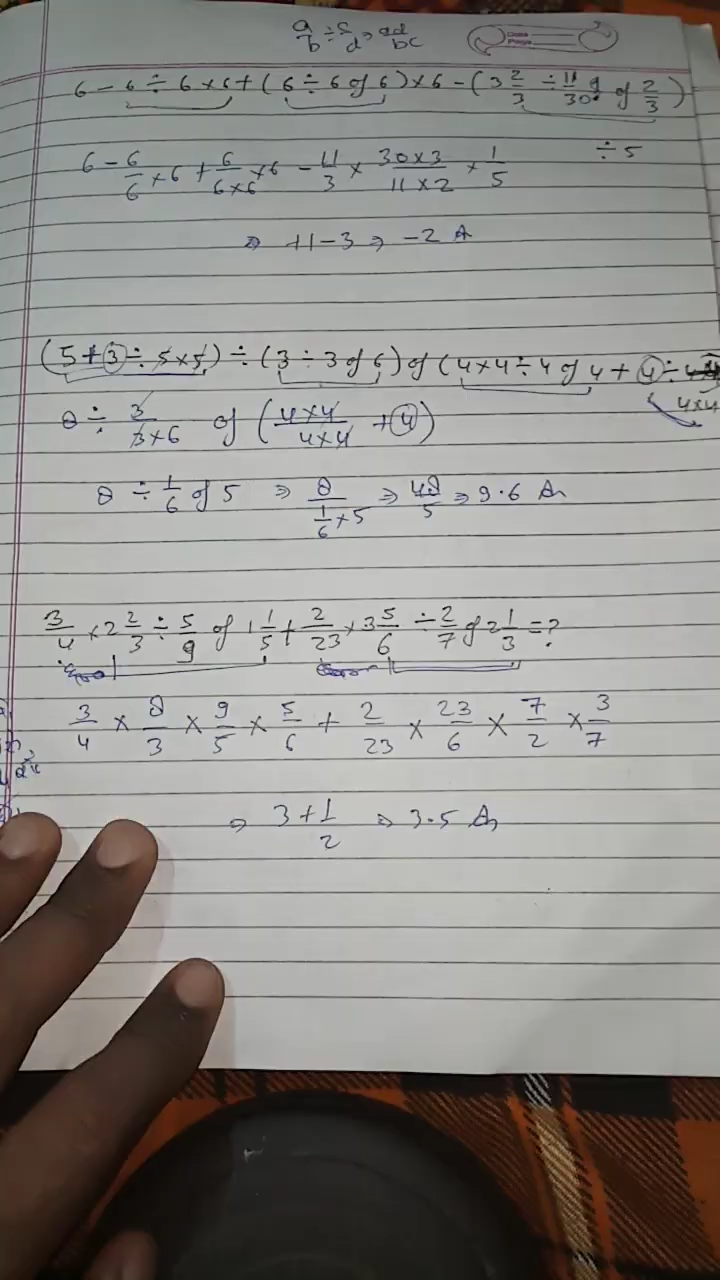 a/b ÷ c/d → ad/bc
6 - 6 ÷ 6 × 6 + ( 6 ÷ 6 of 6 ) × 6 - ( 3 2/3 ÷ 11/30 of 2/3 )
÷ 5
6 - 6/6 × 6 + 6/6×6 × 6 - 11/3 × 30×3/11×2 × 1/5
⇒ +1 - 3 ⇒ -2 A
(5 + 3 ÷ 5 × 5) ÷ ( 3 ÷ 3 of 6 ) of ( 4 × 4 ÷ 4 of 4 + 4 ÷
4×4
8 ÷ 3/3×6 of ( 4×4/4×4 + 4 )
8 ÷ 1/6 of 5 ⇒ 8/1/6×5 ⇒ 48/5 ⇒ 9.6 An
3/4 × 2 2/3 ÷ 5/9 of 1 1/5 + 2/23 × 3 5/6 ÷ 2/7 of 2 1/3 = ?
3/4 × 8/3 × 9/5 × 5/6 + 2/23 × 23/6 × 7/2 × 3/7
⇒ 3 + 1/2 ⇒ 3.5 An